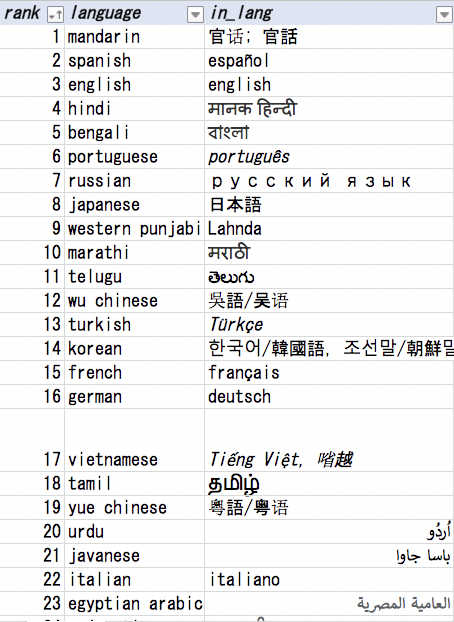 rank language in_lang
1 mandarin 官话; 官話
2 spanish español
3 english english
4 hindi मानक हिन्दी
5 bengali বাংলা
6 portuguese português
7 russian русский язык
8 japanese 日本語
9 western punjabi Lahnda
10 marathi मराठी
11 telugu తెలుగు
12 wu chinese 吳語/吴语
13 turkish Türkçe
14 korean 한국어/韓國語, 조선말/朝鮮말
15 french français
16 german deutsch
17 vietnamese Tiếng Việt, 㗂越
18 tamil தமிழ்
19 yue chinese 粵語/粤语
20 urdu اُردُو
21 javanese باسا جاوا
22 italian italiano
23 egyptian arabic العامية المصرية